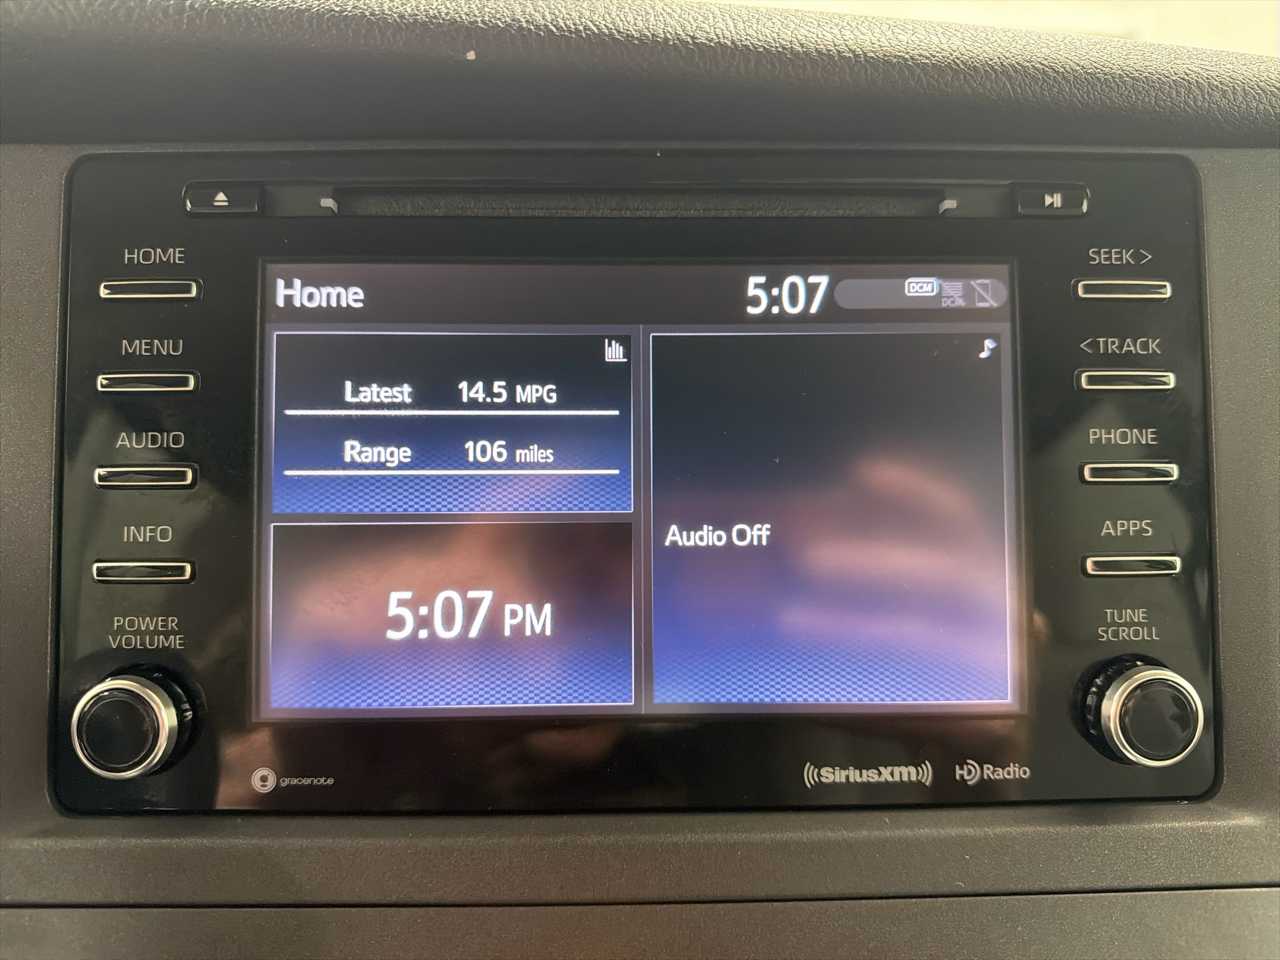 HOME
MENU
AUDIO
INFO
POWER
VOLUME
Home
5:07
DCM
DCM
Latest 14.5 MPG
Range 106 miles
5:07 PM
Audio Off
SEEK >
< TRACK
PHONE
APPS
TUNE
SCROLL
gracenote
SiriusXM
HD Radio